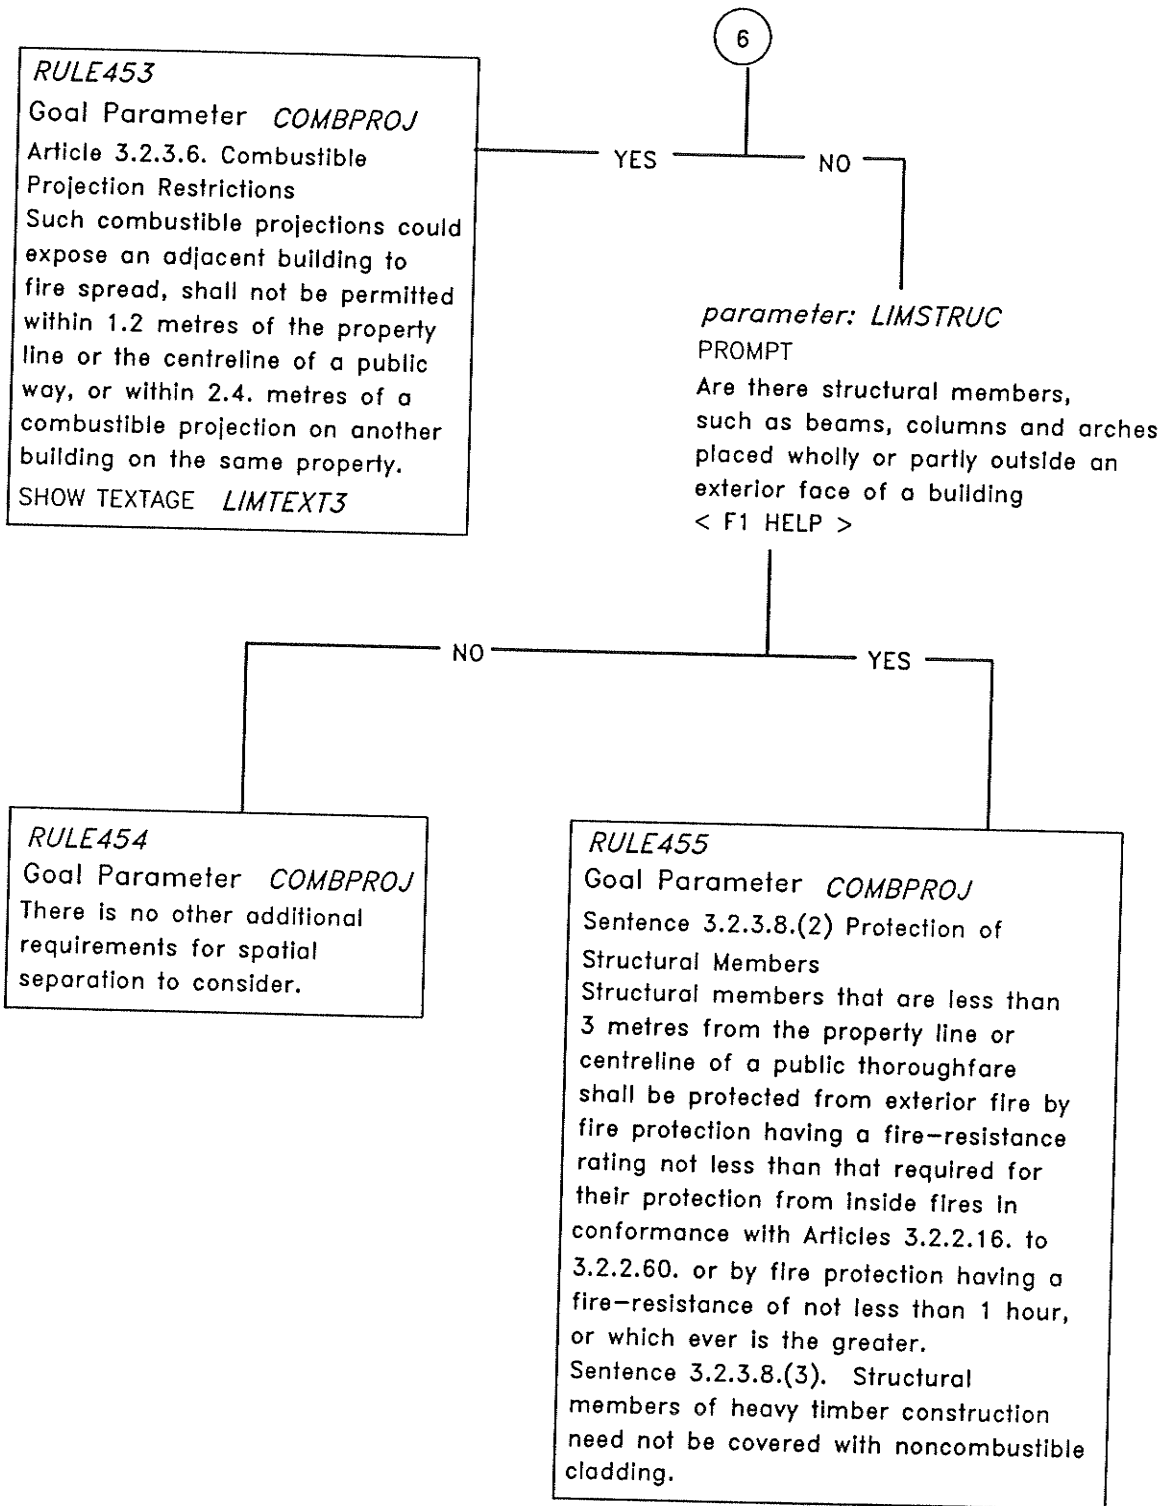 6
RULE453
Goal Parameter COMBPROJ
Article 3.2.3.6. Combustible
Projection Restrictions
Such combustible projections could
expose an adjacent building to
fire spread, shall not be permitted
within 1.2 metres of the property
line or the centreline of a public
way, or within 2.4. metres of a
combustible projection on another
building on the same property.
SHOW TEXTAGE LIMTEXT3
YES
NO
parameter: LIMSTRUC
PROMPT
Are there structural members,
such as beams, columns and arches
placed wholly or partly outside an
exterior face of a building
< F1 HELP >
NO
YES
RULE454
Goal Parameter COMBPROJ
There is no other additional
requirements for spatial
separation to consider.
RULE455
Goal Parameter COMBPROJ
Sentence 3.2.3.8.(2) Protection of
Structural Members
Structural members that are less than
3 metres from the property line or
centreline of a public thoroughfare
shall be protected from exterior fire by
fire protection having a fire-resistance
rating not less than that required for
their protection from inside fires in
conformance with Articles 3.2.2.16. to
3.2.2.60. or by fire protection having a
fire-resistance of not less than 1 hour,
or which ever is the greater.
Sentence 3.2.3.8.(3). Structural
members of heavy timber construction
need not be covered with noncombustible
cladding.